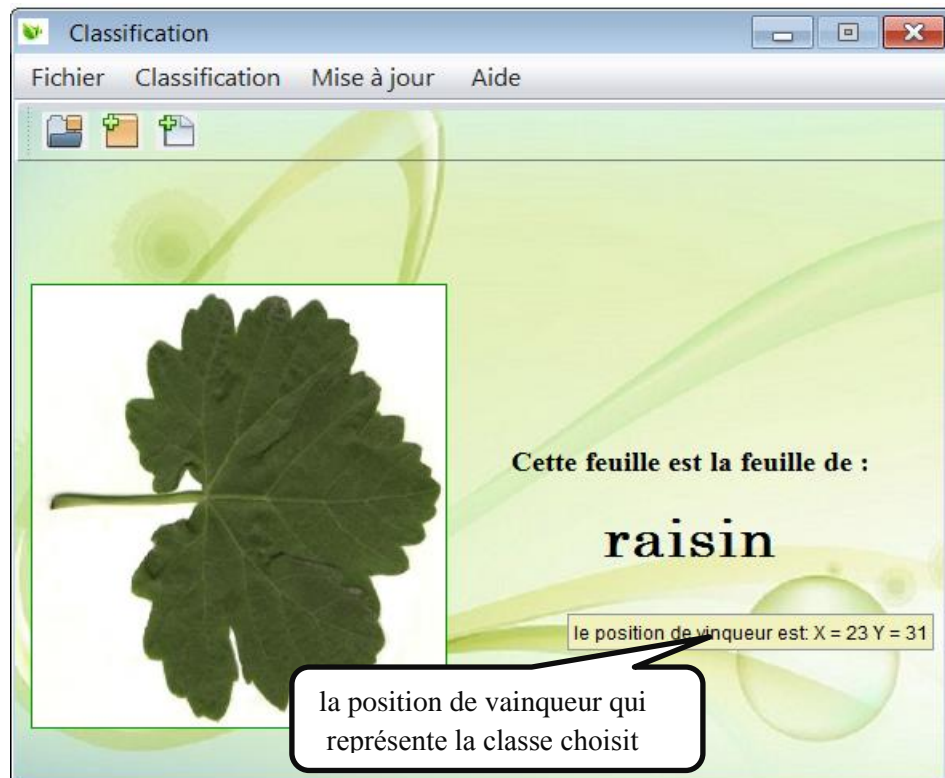 Classification
Fichier Classification Mise à jour Aide
Cette feuille est la feuille de :
raisin
le position de vinqueur est: X = 23 Y = 31
la position de vainqueur qui
représente la classe choisit